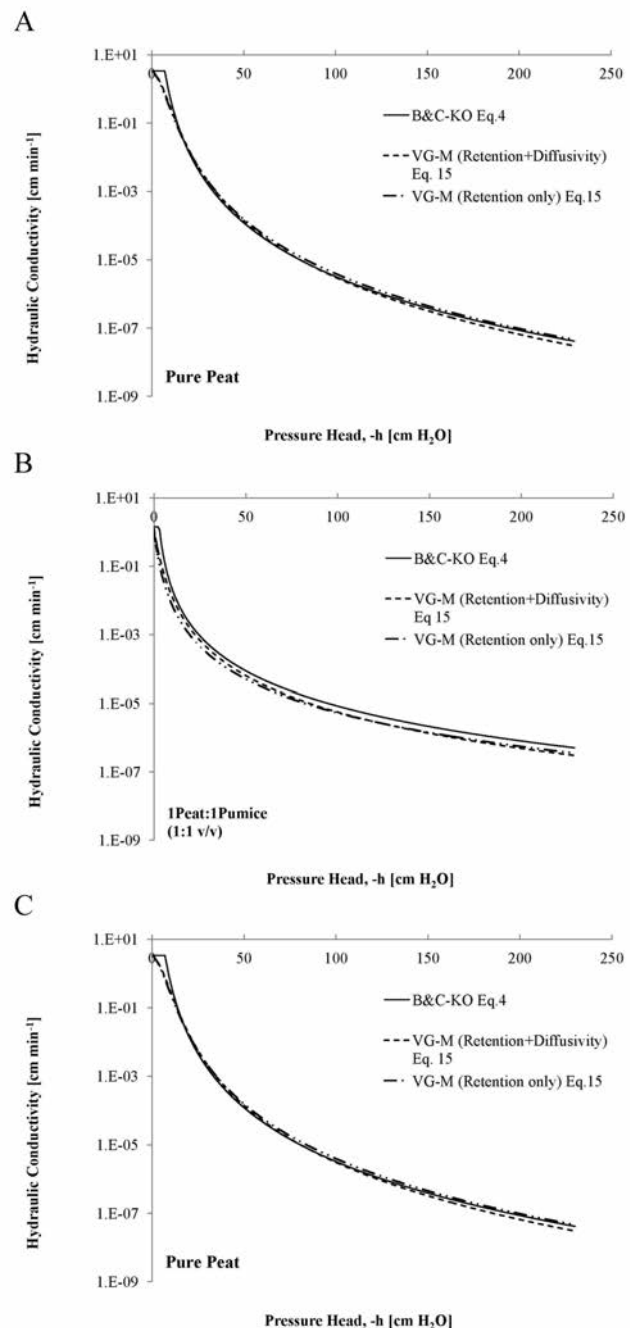 A
0 50 100 150 200 250
1.E+01
1.E-01
1.E-03
1.E-05
1.E-07
1.E-09
Hydraulic Conductivity [cm min⁻¹]
B&C-KO Eq.4
VG-M (Retention+Diffusivity)
Eq. 15
VG-M (Retention only) Eq.15
Pure Peat
Pressure Head, -h [cm H₂O]
B
0 50 100 150 200 250
1.E+01
1.E-01
1.E-03
1.E-05
1.E-07
1.E-09
Hydraulic Conductivity [cm min⁻¹]
B&C-KO Eq.4
VG-M (Retention+Diffusivity)
Eq 15
VG-M (Retention only) Eq.15
1Peat:1Pumice
(1:1 v/v)
Pressure Head, -h [cm H₂O]
C
0 50 100 150 200 250
1.E+01
1.E-01
1.E-03
1.E-05
1.E-07
1.E-09
Hydraulic Conductivity [cm min⁻¹]
B&C-KO Eq.4
VG-M (Retention+Diffusivity)
Eq. 15
VG-M (Retention only) Eq.15
Pure Peat
Pressure Head, -h [cm H₂O]